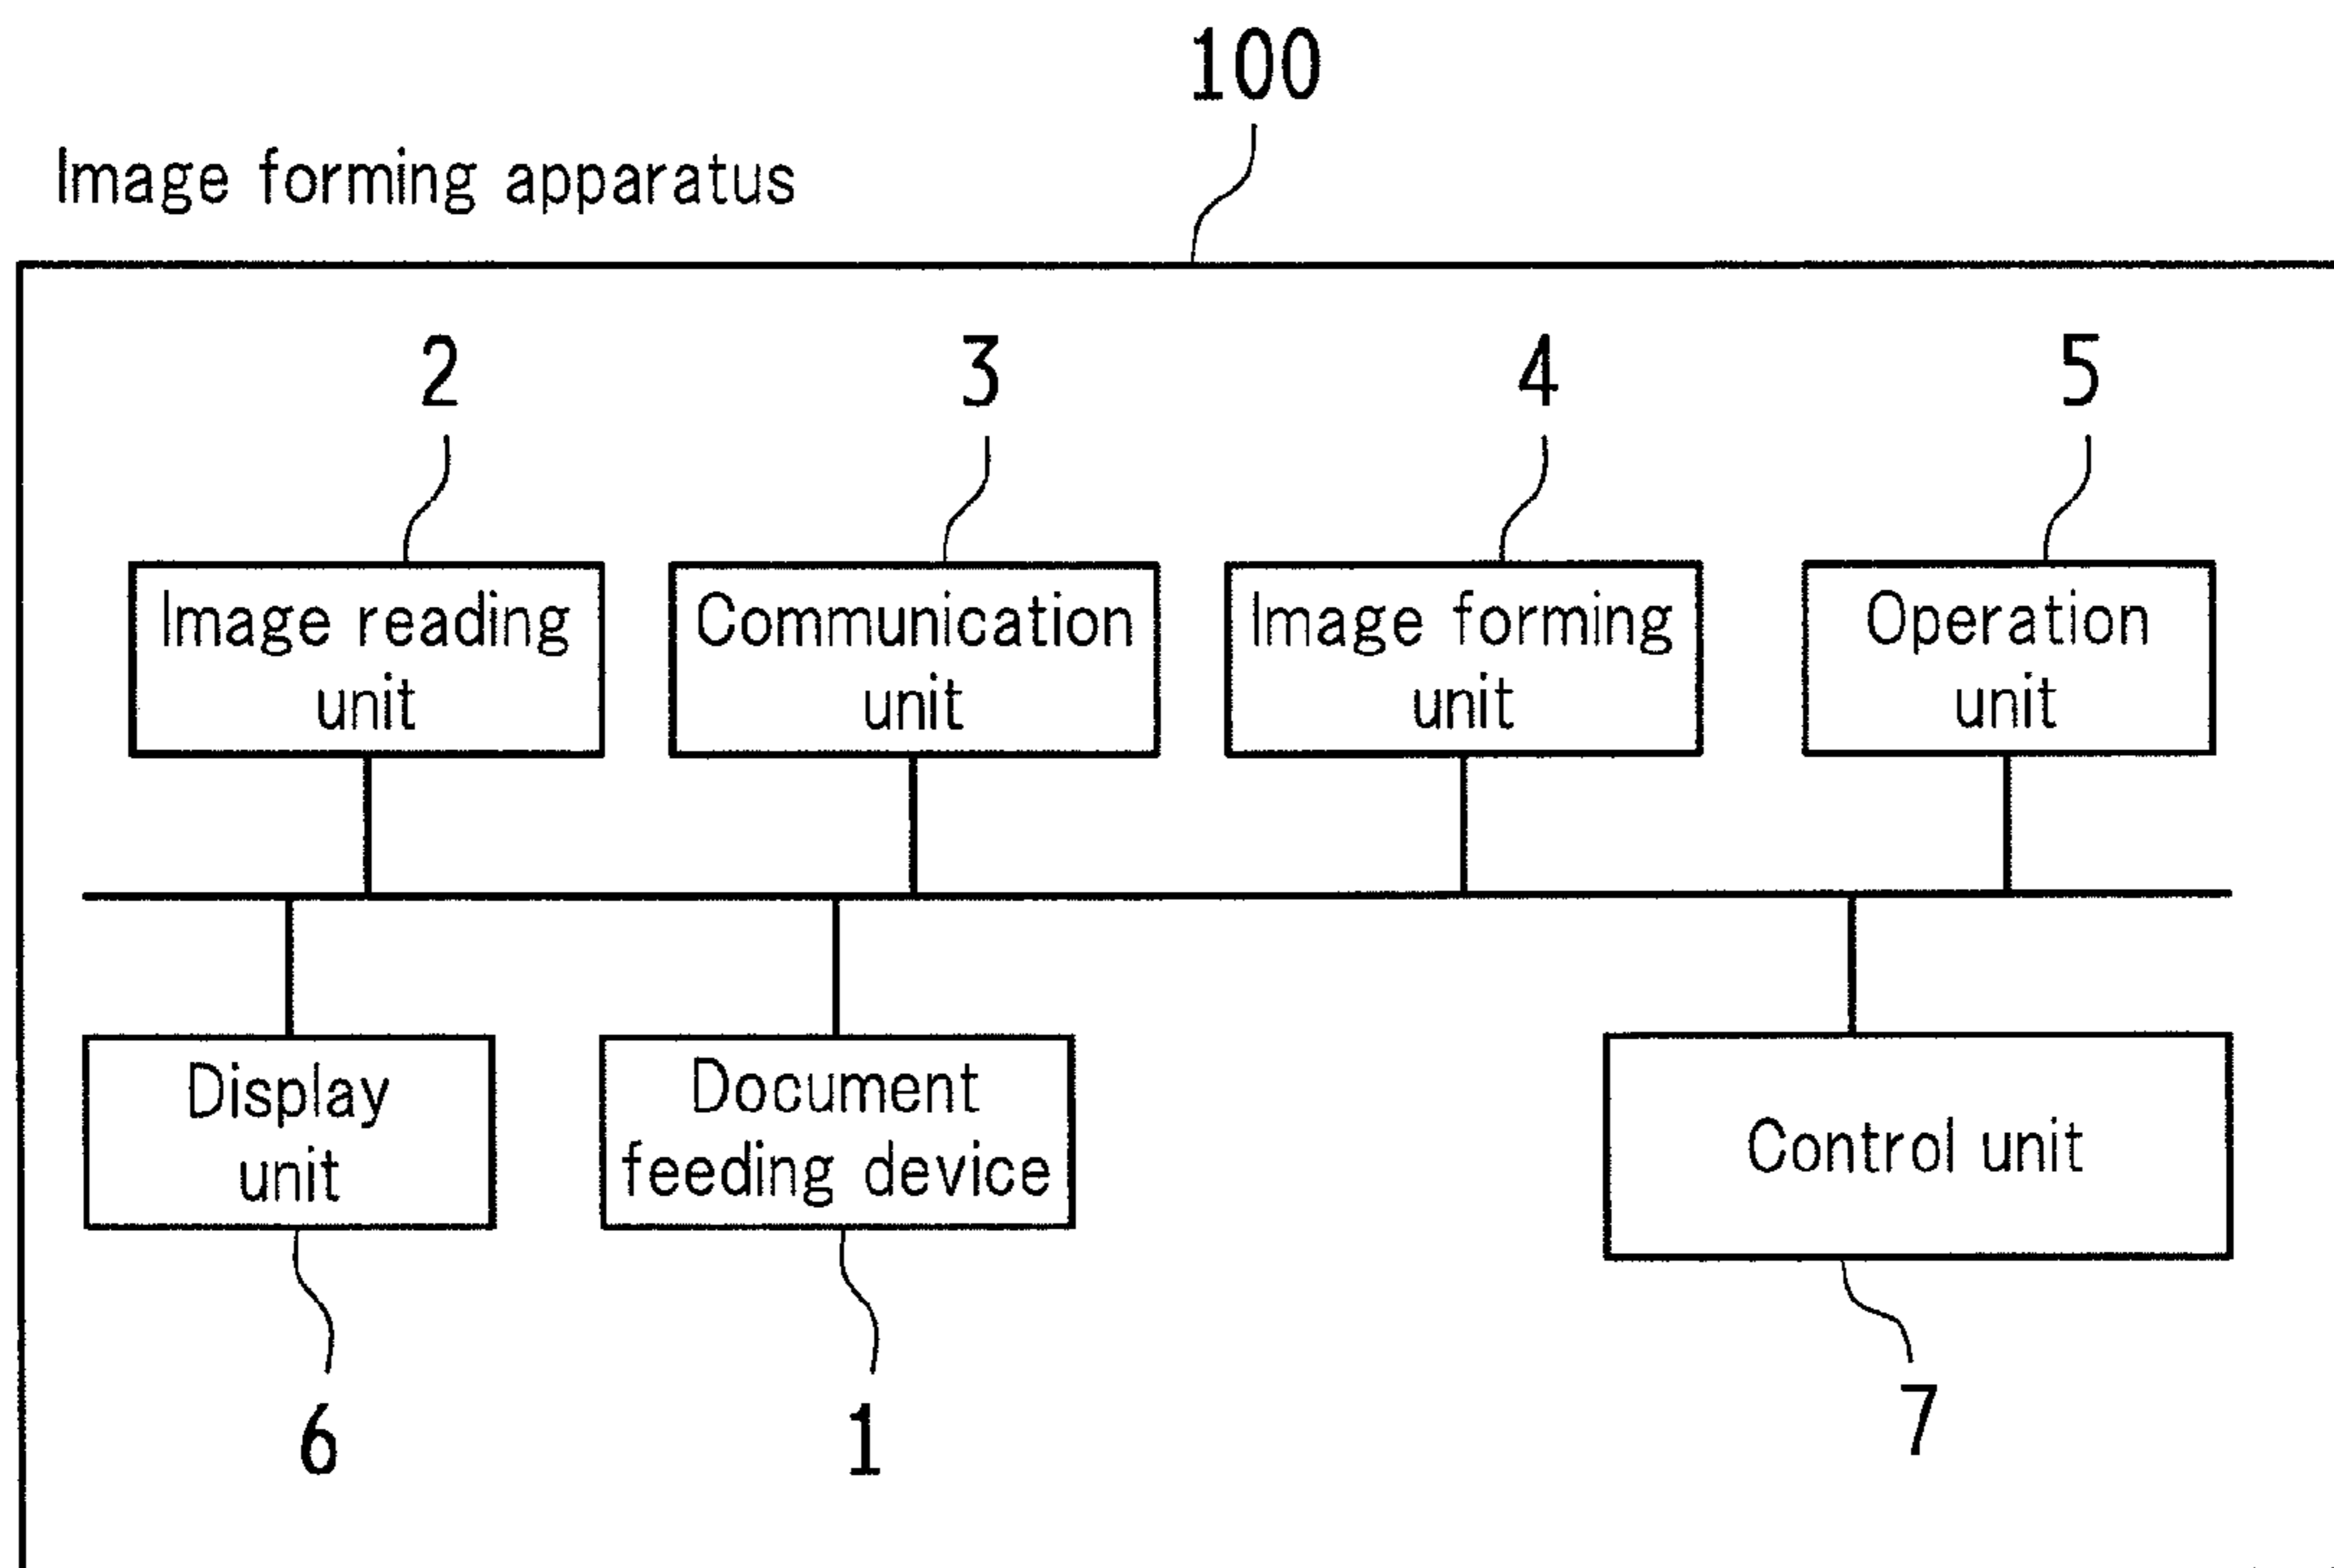 100
Image forming apparatus
2
3
4
5
Image reading
unit
Communication
unit
Image forming
unit
Operation
unit
Display
unit
Document
feeding device
Control unit
6
1
7